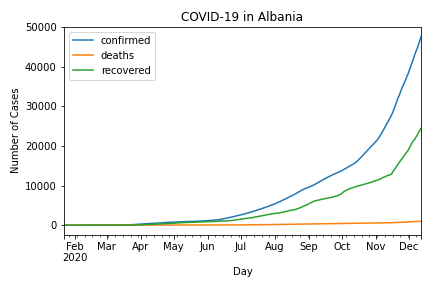 COVID-19 in Albania
confirmed
deaths
recovered
Number of Cases
50000
40000
30000
20000
10000
0
Feb Mar Apr May Jun Jul Aug Sep Oct Nov Dec
2020
Day